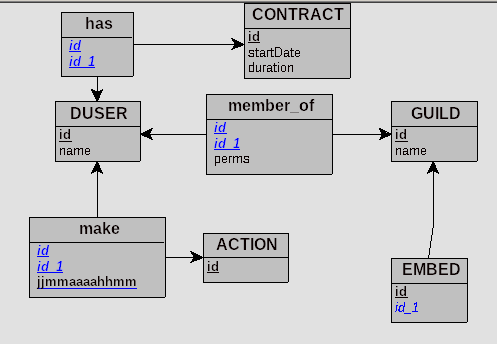 has
id
id_1
CONTRACT
id
startDate
duration
DUSER
id
name
member_of
id
id_1
perms
GUILD
id
name
make
id
id_1
jjmmaaaahhmm
ACTION
id
EMBED
id
id_1